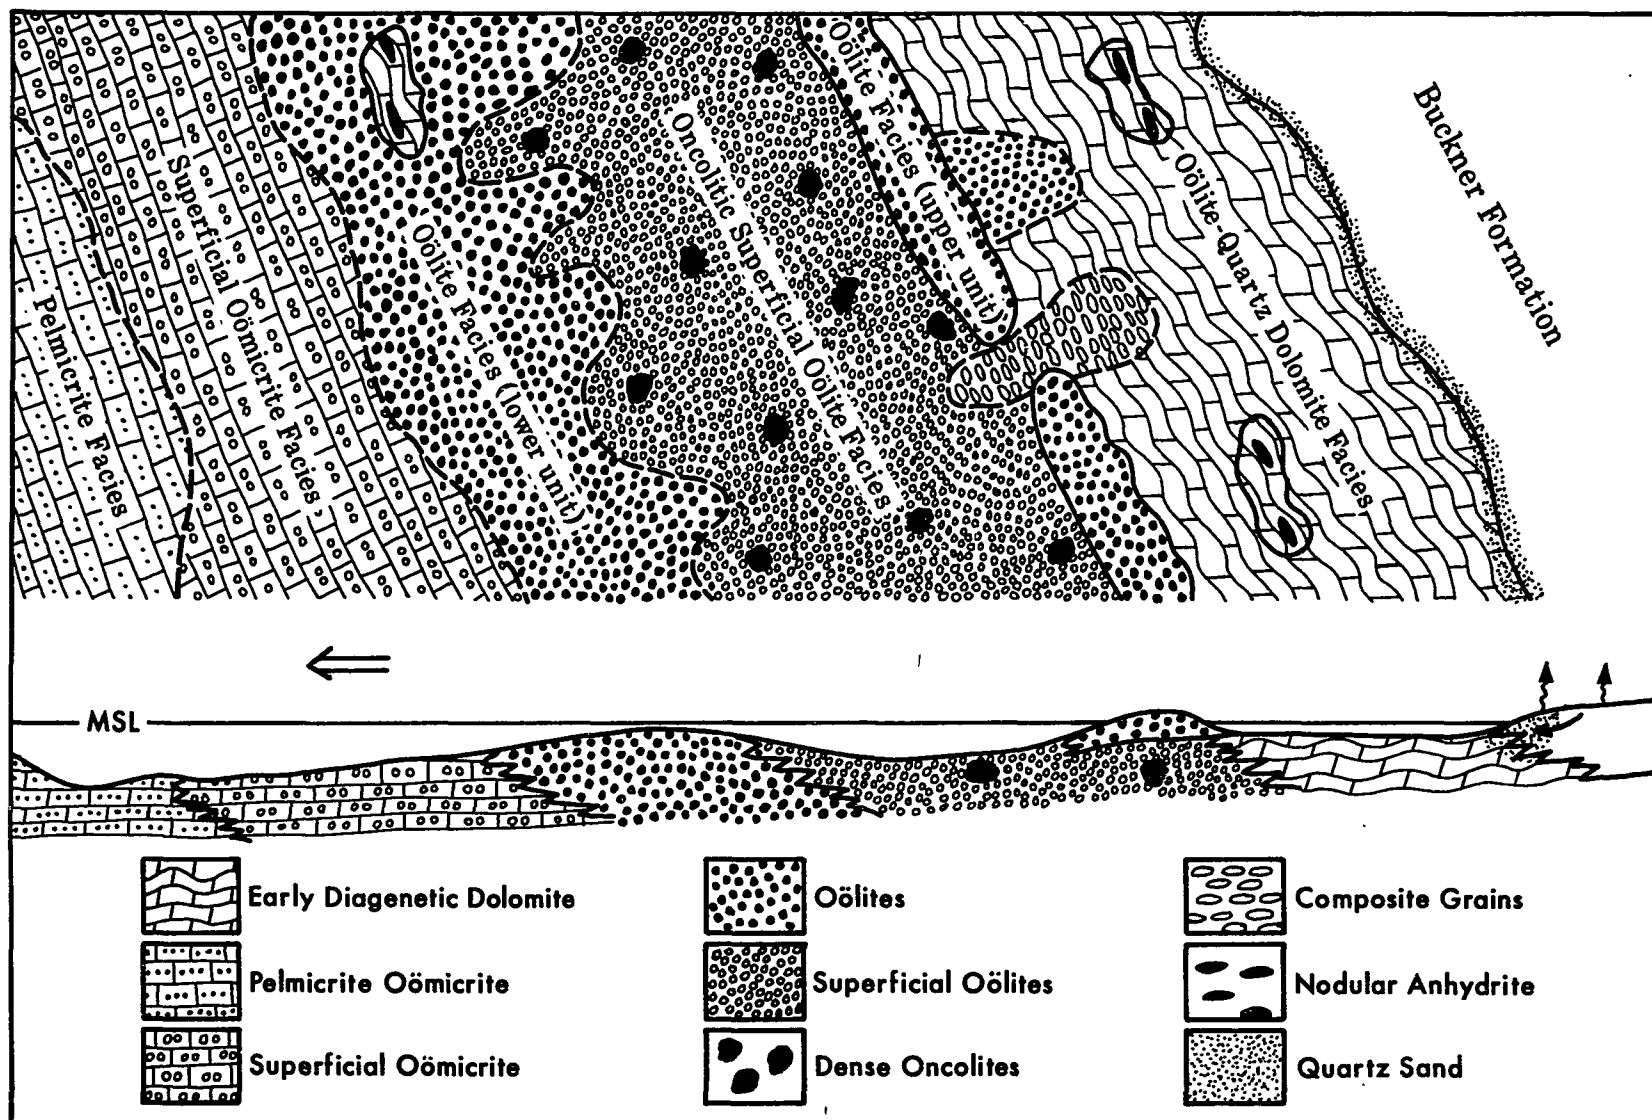 Pelmicrite Facies
Superficial Oömicrite Facies
Oölite Facies (lower unit)
Oncolitic Superficial Oölite Facies
Oölite Facies (upper unit)
Oölite-Quartz Dolomite Facies
Buckner Formation
MSL
Early Diagenetic Dolomite
Pelmicrite Oömicrite
Superficial Oömicrite
Oölites
Superficial Oölites
Dense Oncolites
Composite Grains
Nodular Anhydrite
Quartz Sand